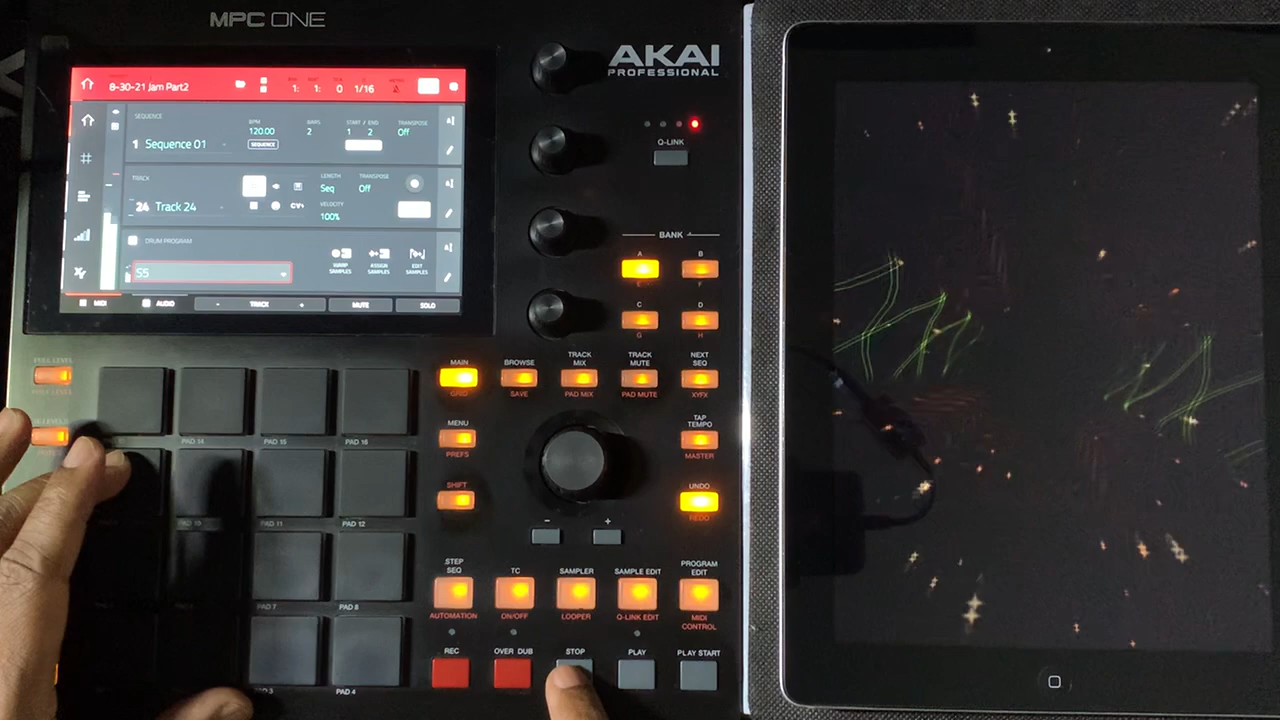 MPC ONE
AKAI
PROFESSIONAL
8-30-21 Jam Part2
1: 1: 0 1/16
SEQUENCE
1 Sequence 01
BPM
120.00
SEQUENCE
BARS
2
START / END
1 2
TRANSPOSE
Off
TRACK
24 Track 24
CV
LENGTH
Seq
TRANSPOSE
Off
VELOCITY
100%
DRUM PROGRAM
S5
WARP
SAMPLES
ASSIGN
SAMPLES
EDIT
SAMPLES
MIDI
AUDIO
- TRACK +
MUTE
SOLO
Q-LINK
BANK
A
B
E
F
C
D
G
H
MAIN
GRID
BROWSE
SAVE
TRACK
MIX
PAD MIX
TRACK
MUTE
PAD MUTE
NEXT
SEQ
XYFX
FULL LEVEL
MENU
PREFS
TAP
TEMPO
MASTER
SHIFT
UNDO
REDO
- +
PAD 14
PAD 15
PAD 16
PAD 10
PAD 11
PAD 12
PAD 7
PAD 8
PAD 3
PAD 4
STEP
SEQ
AUTOMATION
TC
ON/OFF
SAMPLER
LOOPER
SAMPLE EDIT
Q-LINK EDIT
PROGRAM
EDIT
MIDI
CONTROL
REC
OVER DUB
STOP
PLAY
PLAY START